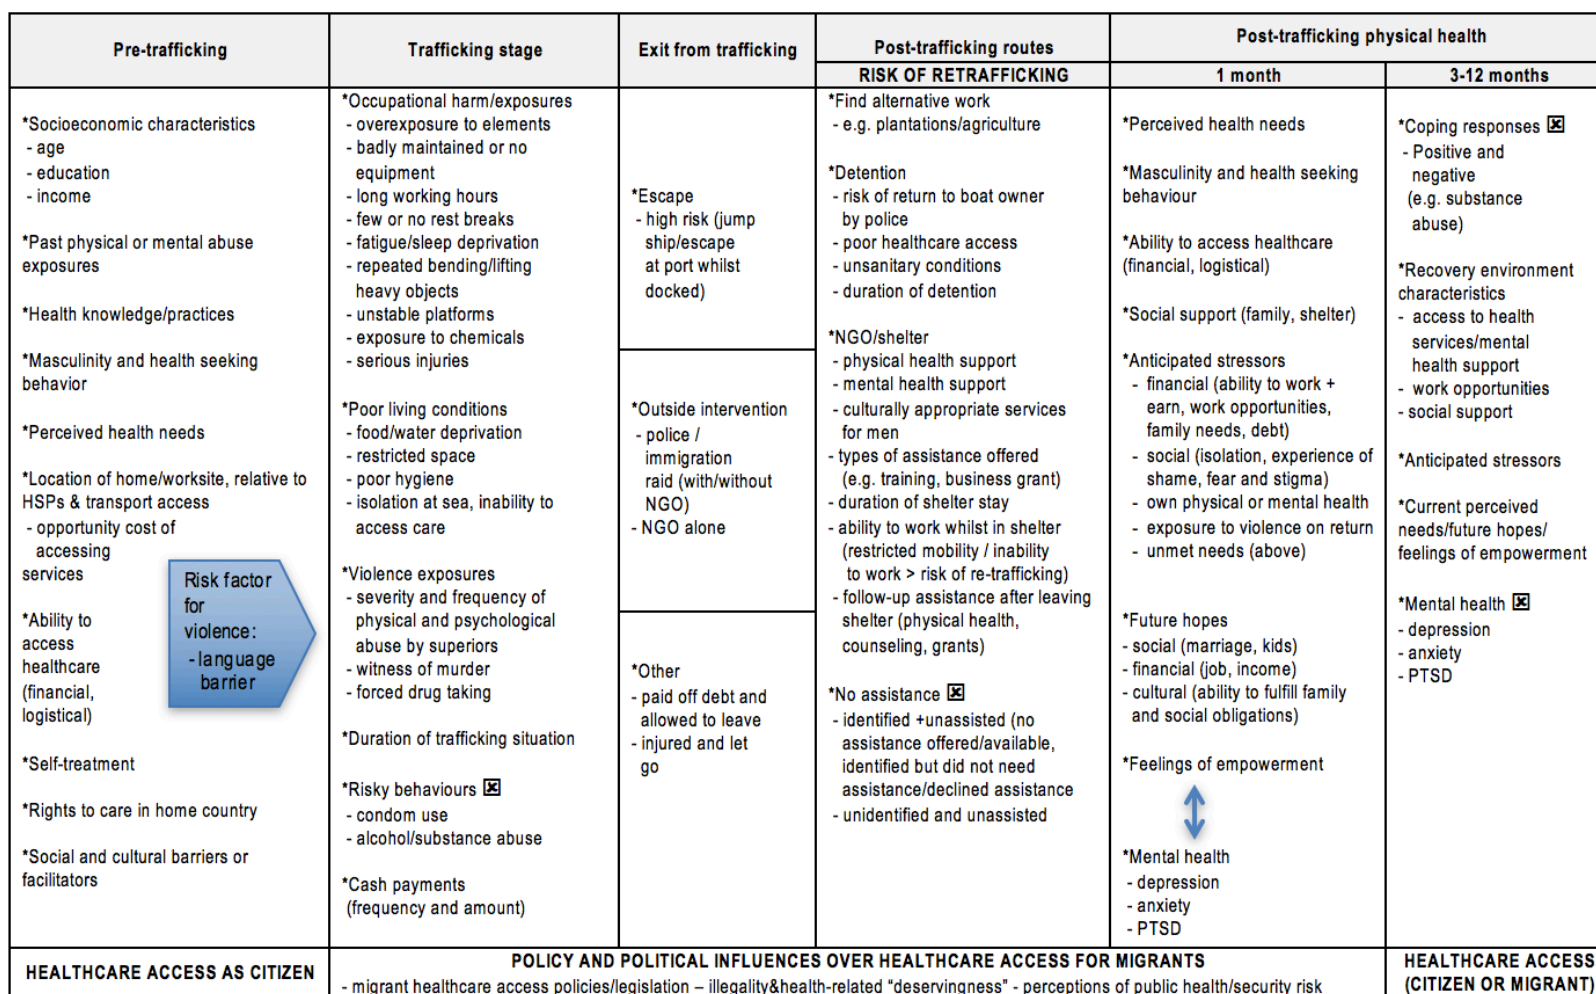 Pre-trafficking
Trafficking stage
Exit from trafficking
Post-trafficking routes
RISK OF RETRAFFICKING
Post-trafficking physical health
1 month
3-12 months
*Socioeconomic characteristics
- age
- education
- income
*Past physical or mental abuse
exposures
*Health knowledge/practices
*Masculinity and health seeking
behavior
*Perceived health needs
*Location of home/worksite, relative to
HSPs & transport access
- opportunity cost of
accessing
services
*Ability to
access
healthcare
(financial,
logistical)
*Self-treatment
*Rights to care in home country
*Social and cultural barriers or
facilitators
Risk factor
for
violence:
- language
barrier
*Occupational harm/exposures
- overexposure to elements
- badly maintained or no
equipment
- long working hours
- few or no rest breaks
- fatigue/sleep deprivation
- repeated bending/lifting
heavy objects
- unstable platforms
- exposure to chemicals
- serious injuries
*Poor living conditions
- food/water deprivation
- restricted space
- poor hygiene
- isolation at sea, inability to
access care
*Violence exposures
- severity and frequency of
physical and psychological
abuse by superiors
- witness of murder
- forced drug taking
*Duration of trafficking situation
*Risky behaviours
- condom use
- alcohol/substance abuse
*Cash payments
(frequency and amount)
*Escape
- high risk (jump
ship/escape
at port whilst
docked)
*Outside intervention
- police /
immigration
raid (with/without
NGO)
- NGO alone
*Other
- paid off debt and
allowed to leave
- injured and let
go
*Find alternative work
- e.g. plantations/agriculture
*Detention
- risk of return to boat owner
by police
- poor healthcare access
- unsanitary conditions
- duration of detention
*NGO/shelter
- physical health support
- mental health support
- culturally appropriate services
for men
- types of assistance offered
(e.g. training, business grant)
- duration of shelter stay
- ability to work whilst in shelter
(restricted mobility / inability
to work > risk of re-trafficking)
- follow-up assistance after leaving
shelter (physical health,
counseling, grants)
*No assistance
- identified +unassisted (no
assistance offered/available,
identified but did not need
assistance/declined assistance
- unidentified and unassisted
*Perceived health needs
*Masculinity and health seeking
behaviour
*Ability to access healthcare
(financial, logistical)
*Social support (family, shelter)
*Anticipated stressors
- financial (ability to work +
earn, work opportunities,
family needs, debt)
- social (isolation, experience of
shame, fear and stigma)
- own physical or mental health
- exposure to violence on return
- unmet needs (above)
*Future hopes
- social (marriage, kids)
- financial (job, income)
- cultural (ability to fulfill family
and social obligations)
*Feelings of empowerment
*Mental health
- depression
- anxiety
- PTSD
*Coping responses
- Positive and
negative
(e.g. substance
abuse)
*Recovery environment
characteristics
- access to health
services/mental
health support
- work opportunities
- social support
*Anticipated stressors
*Current perceived
needs/future hopes/
feelings of empowerment
*Mental health
- depression
- anxiety
- PTSD
HEALTHCARE ACCESS AS CITIZEN
POLICY AND POLITICAL INFLUENCES OVER HEALTHCARE ACCESS FOR MIGRANTS
- migrant healthcare access policies/legislation – illegality&health-related "deservingness" - perceptions of public health/security risk
HEALTHCARE ACCESS
(CITIZEN OR MIGRANT)